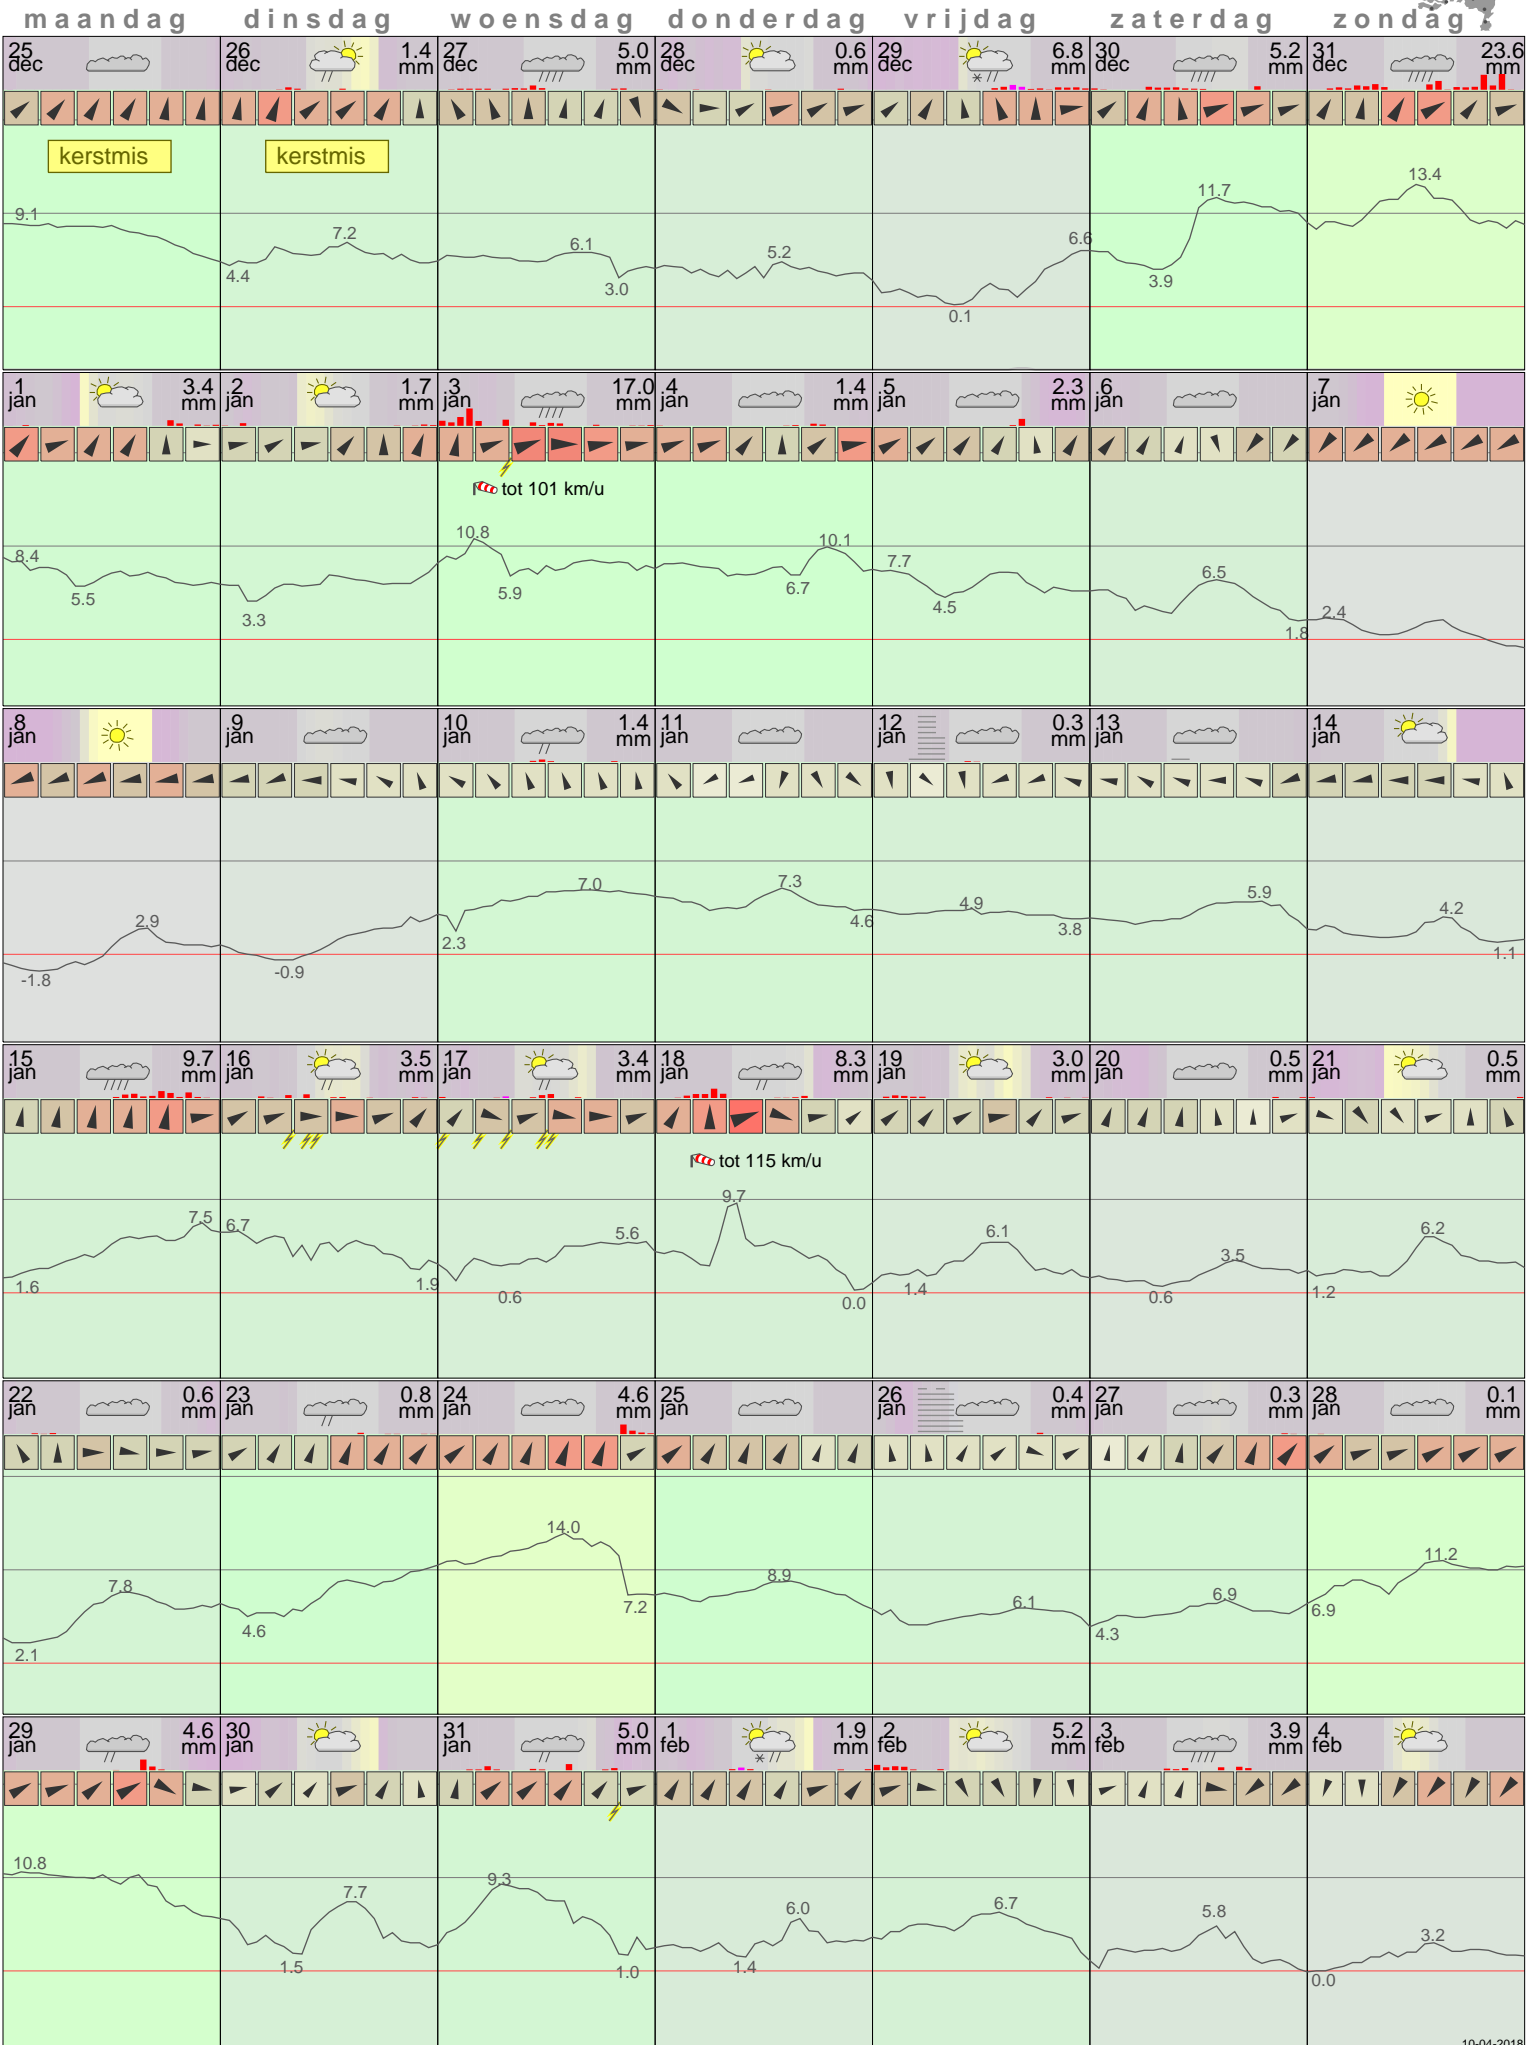 maandag dinsdag woensdag donderdag vrijdag zaterdag zondag
25 26 1.4 27 5.0 28 0.6 29 6.8 30 5.2 31 23.6
dec dec mm dec mm dec mm dec mm dec mm dec mm
kerstmis kerstmis
9.1 4.4 7.2 6.1 3.0 5.2 0.1 6.6 3.9 11.7 13.4
1 3.4 2 1.7 3 17.0 4 1.4 5 2.3 6 7
jan mm jan mm jan mm jan mm jan mm jan jan
tot 101 km/u
8.4 5.5 3.3 10.8 5.9 6.7 10.1 7.7 4.5 6.5 1.8 2.4
8 9 10 1.4 11 12 0.3 13 14
jan jan jan mm jan jan mm jan jan
-1.8 2.9 -0.9 2.3 7.0 7.3 4.6 4.9 3.8 5.9 4.2 1.1
15 9.7 16 3.5 17 3.4 18 8.3 19 3.0 20 0.5 21 0.5
jan mm jan mm jan mm jan mm jan mm jan mm jan mm
tot 115 km/u
1.6 7.5 6.7 1.9 0.6 5.6 9.7 0.0 1.4 6.1 0.6 3.5 1.2 6.2
22 0.6 23 0.8 24 4.6 25 26 0.4 27 0.3 28 0.1
jan mm jan mm jan mm jan jan mm jan mm jan mm
2.1 7.8 4.6 14.0 7.2 8.9 6.1 4.3 6.9 6.9 11.2
29 4.6 30 31 5.0 1 1.9 2 5.2 3 3.9 4
jan mm jan jan mm feb mm feb mm feb mm feb
10.8 1.5 7.7 9.3 1.0 1.4 6.0 6.7 5.8 0.0 3.2
10-04-2018